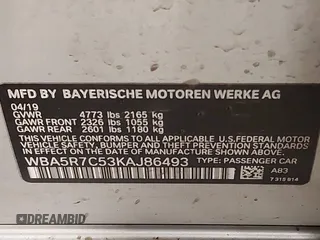 MFD BY BAYERISCHE MOTOREN WERKE AG
04/19
GVWR 4773 lbs 2165 kg
GAWR FRONT 2326 lbs 1055 kg
GAWR REAR 2601 lbs 1180 kg
THIS VEHICLE CONFORMS TO ALL APPLICABLE
U.S. FEDERAL MOTOR VEHICLE SAFETY, BUMPER
AND THEFT PREVENTION STANDARDS IN EFFECT ON
THE DATE OF MANUFACTURE SHOWN ABOVE.
WBA5R7C53KAJ86493 TYPE: PASSENGER CAR
A83
7 315 914
DREAMBID